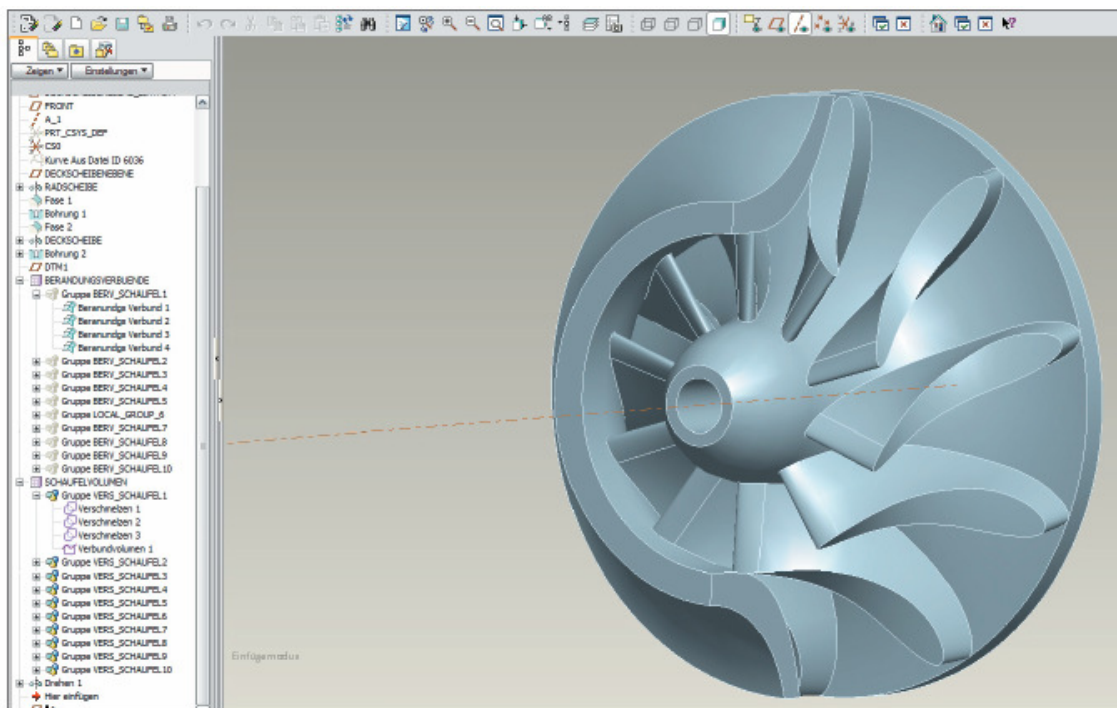 Zeigen
Einstellungen
FRONT
A_1
PRT_CSYS_DEF
CS0
Kurve Aus Datei ID 6036
DECKSCHEIBENEBENE
RADSCHEIBE
Fase 1
Bohrung 1
Fase 2
DECKSCHEIBE
Bohrung 2
DTM1
BERANDUNGSVERBUENDE
Gruppe BERV_SCHAUFEL1
Berandungs Verbund 1
Berandungs Verbund 2
Berandungs Verbund 3
Berandungs Verbund 4
Gruppe BERV_SCHAUFEL2
Gruppe BERV_SCHAUFEL3
Gruppe BERV_SCHAUFEL4
Gruppe BERV_SCHAUFEL5
Gruppe LOCAL_GROUP_6
Gruppe BERV_SCHAUFEL7
Gruppe BERV_SCHAUFEL8
Gruppe BERV_SCHAUFEL9
Gruppe BERV_SCHAUFEL10
SCHAUFELVOLUMEN
Gruppe VERS_SCHAUFEL1
Verschmelzen 1
Verschmelzen 2
Verschmelzen 3
Verbundvolumen 1
Gruppe VERS_SCHAUFEL2
Gruppe VERS_SCHAUFEL3
Gruppe VERS_SCHAUFEL4
Gruppe VERS_SCHAUFEL5
Gruppe VERS_SCHAUFEL6
Gruppe VERS_SCHAUFEL7
Gruppe VERS_SCHAUFEL8
Gruppe VERS_SCHAUFEL9
Gruppe VERS_SCHAUFEL10
Drehen 1
Hier einfügen
Einfügemodus